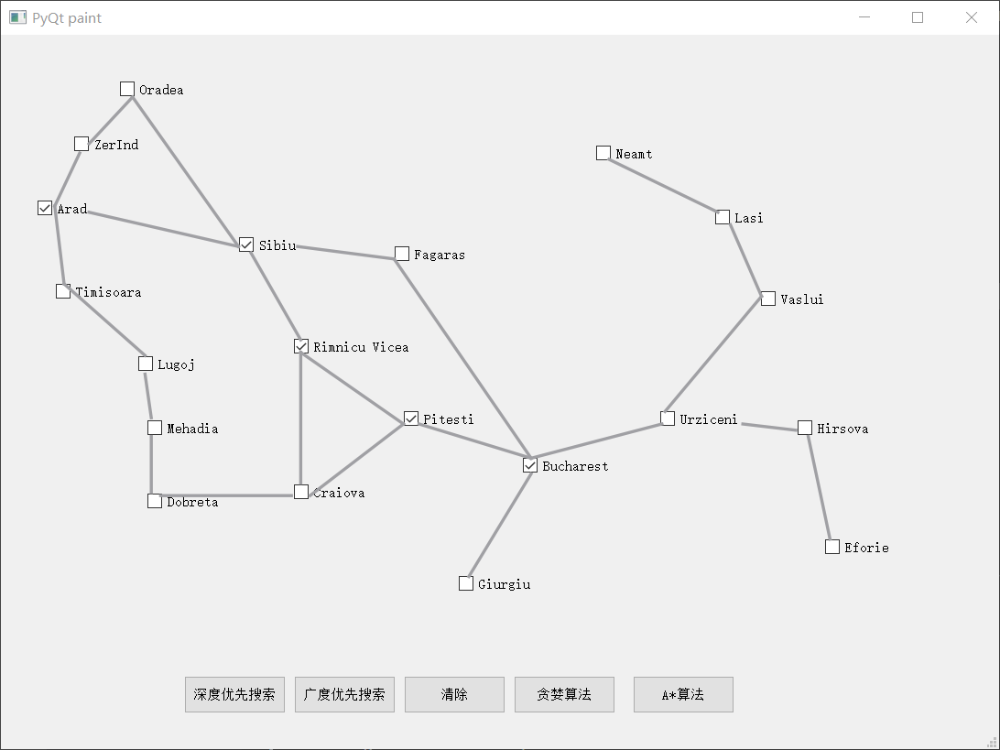 PyQt paint
Oradea
ZerInd
Neamt
Arad
Lasi
Sibiu
Fagaras
Timisoara
Vaslui
Rimnicu Vicea
Lugoj
Pitesti
Urziceni
Mehadia
Hirsova
Bucharest
Craiova
Dobreta
Eforie
Giurgiu
深度优先搜索
广度优先搜索
清除
贪婪算法
A*算法